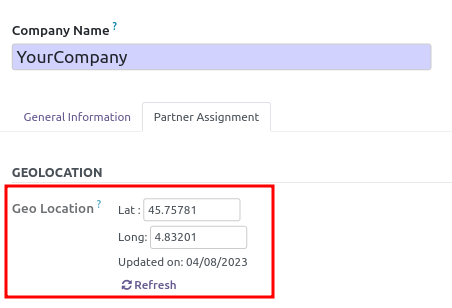 Company Name ?
YourCompany
General Information Partner Assignment
GEOLOCATION
Geo Location ? Lat : 45.75781
Long: 4.83201
Updated on: 04/08/2023
Refresh